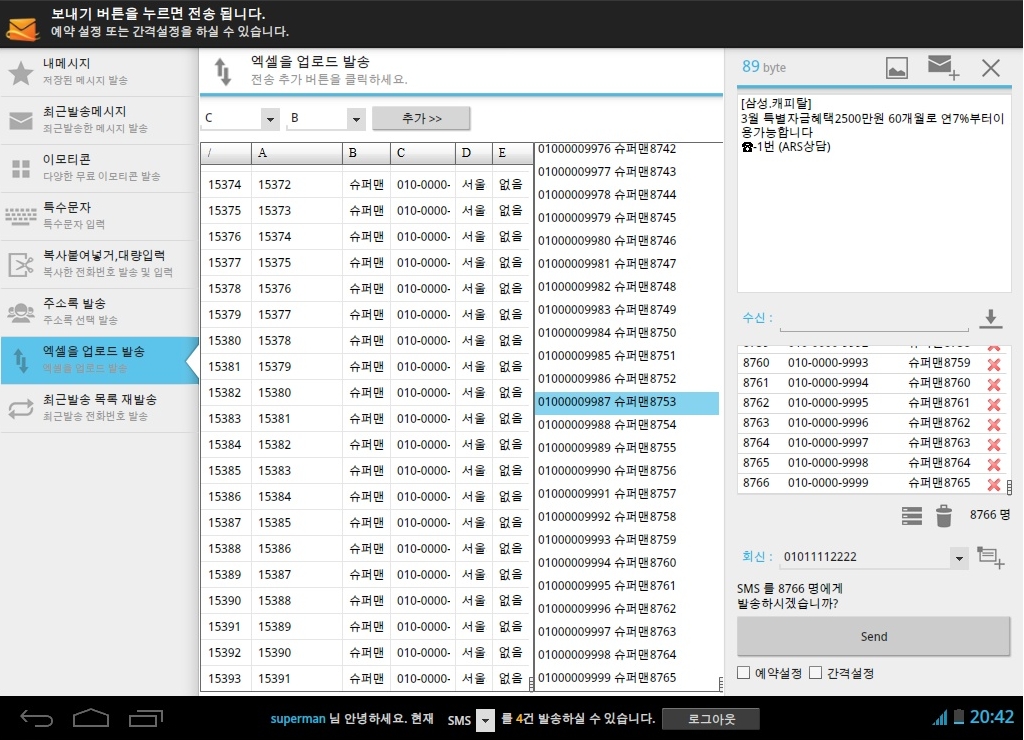 보내기 버튼을 누르면 전송 됩니다.
예약 설정 또는 간격설정을 하실 수 있습니다.
내메시지
저장된 메시지 발송
최근발송메시지
최근발송한 메시지 발송
이모티콘
다양한 무료 이모티콘 발송
특수문자
특수문자 입력
복사붙여넣거,대량입력
복사한 전화번호 발송 및 입력
주소록 발송
주소록 선택 발송
엑셀을 업로드 발송
엑셀을 업로드 발송
최근발송 목록 재발송
최근발송 전화번호 발송
엑셀을 업로드 발송
전송 추가 버튼을 클릭하세요.
C B 추가 >>
/ A B C D E
15374 15372 슈퍼맨 010-0000- 서울 없음
15375 15373 슈퍼맨 010-0000- 서울 없음
15376 15374 슈퍼맨 010-0000- 서울 없음
15377 15375 슈퍼맨 010-0000- 서울 없음
15378 15376 슈퍼맨 010-0000- 서울 없음
15379 15377 슈퍼맨 010-0000- 서울 없음
15380 15378 슈퍼맨 010-0000- 서울 없음
15381 15379 슈퍼맨 010-0000- 서울 없음
15382 15380 슈퍼맨 010-0000- 서울 없음
15383 15381 슈퍼맨 010-0000- 서울 없음
15384 15382 슈퍼맨 010-0000- 서울 없음
15385 15383 슈퍼맨 010-0000- 서울 없음
15386 15384 슈퍼맨 010-0000- 서울 없음
15387 15385 슈퍼맨 010-0000- 서울 없음
15388 15386 슈퍼맨 010-0000- 서울 없음
15389 15387 슈퍼맨 010-0000- 서울 없음
15390 15388 슈퍼맨 010-0000- 서울 없음
15391 15389 슈퍼맨 010-0000- 서울 없음
15392 15390 슈퍼맨 010-0000- 서울 없음
15393 15391 슈퍼맨 010-0000- 서울 없음
01000009976 슈퍼맨8742
01000009977 슈퍼맨8743
01000009978 슈퍼맨8744
01000009979 슈퍼맨8745
01000009980 슈퍼맨8746
01000009981 슈퍼맨8747
01000009982 슈퍼맨8748
01000009983 슈퍼맨8749
01000009984 슈퍼맨8750
01000009985 슈퍼맨8751
01000009986 슈퍼맨8752
01000009987 슈퍼맨8753
01000009988 슈퍼맨8754
01000009989 슈퍼맨8755
01000009990 슈퍼맨8756
01000009991 슈퍼맨8757
01000009992 슈퍼맨8758
01000009993 슈퍼맨8759
01000009994 슈퍼맨8760
01000009995 슈퍼맨8761
01000009996 슈퍼맨8762
01000009997 슈퍼맨8763
01000009998 슈퍼맨8764
01000009999 슈퍼맨8765
89 byte
[삼성.캐피탈]
3월 특별자금혜택2500만원 60개월로 연7%부터이
용가능합니다
☎-1번 (ARS상담)
수신 :
8760 010-0000-9993 슈퍼맨8759
8761 010-0000-9994 슈퍼맨8760
8762 010-0000-9995 슈퍼맨8761
8763 010-0000-9996 슈퍼맨8762
8764 010-0000-9997 슈퍼맨8763
8765 010-0000-9998 슈퍼맨8764
8766 010-0000-9999 슈퍼맨8765
8766 명
회신 : 01011112222
SMS 를 8766 명에게
발송하시겠습니까?
Send
예약설정 간격설정
superman 님 안녕하세요. 현재 SMS 를 4건 발송하실 수 있습니다. 로그아웃
20:42